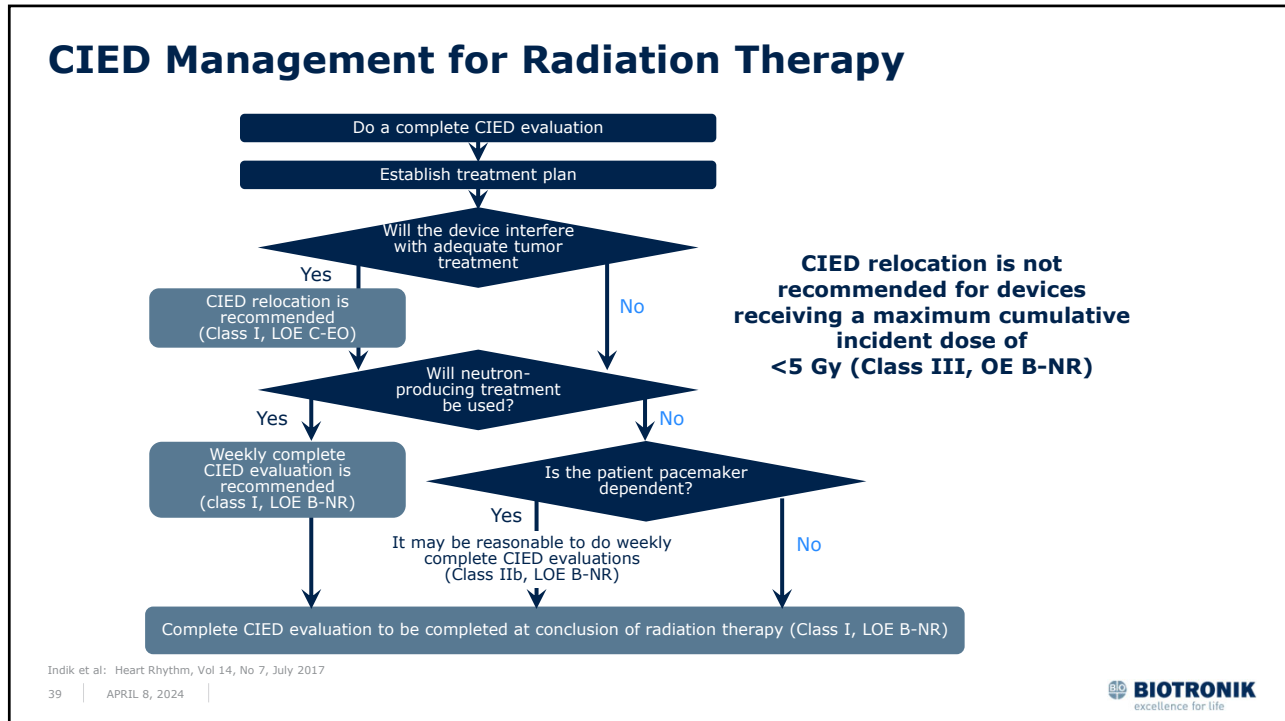 CIED Management for Radiation Therapy
Do a complete CIED evaluation
Establish treatment plan
Will the device interfere
with adequate tumor
treatment
Yes
No
CIED relocation is
recommended
(Class I, LOE C-EO)
CIED relocation is not
recommended for devices
receiving a maximum cumulative
incident dose of
<5 Gy (Class III, OE B-NR)
Will neutron-
producing treatment
be used?
Yes
No
Weekly complete
CIED evaluation is
recommended
(class I, LOE B-NR)
Is the patient pacemaker
dependent?
Yes
No
It may be reasonable to do weekly
complete CIED evaluations
(Class IIb, LOE B-NR)
Complete CIED evaluation to be completed at conclusion of radiation therapy (Class I, LOE B-NR)
Indik et al: Heart Rhythm, Vol 14, No 7, July 2017
39 APRIL 8, 2024
BIO BIOTRONIK
excellence for life